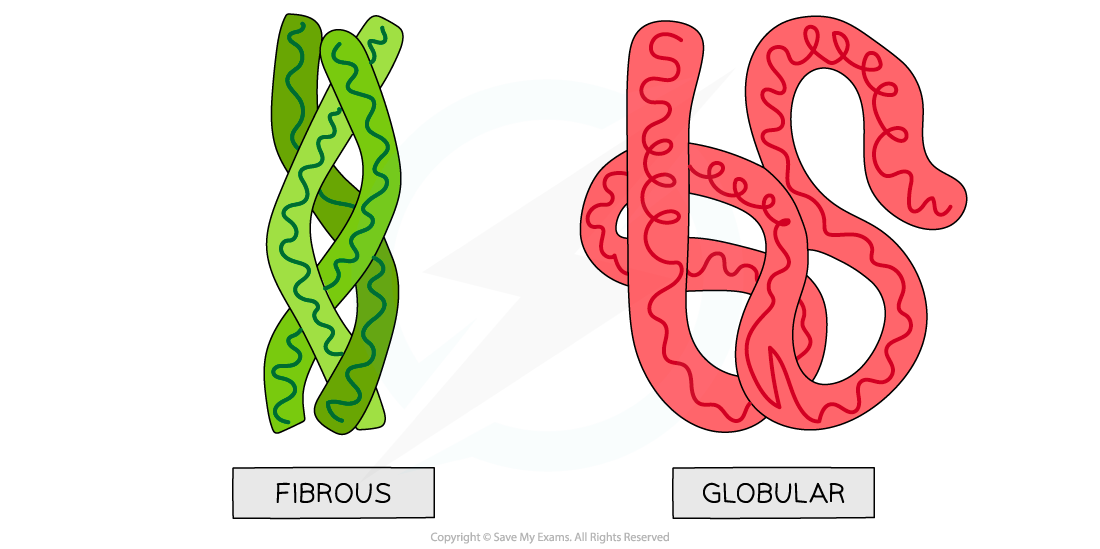 FIBROUS
GLOBULAR
Copyright © Save My Exams. All Rights Reserved